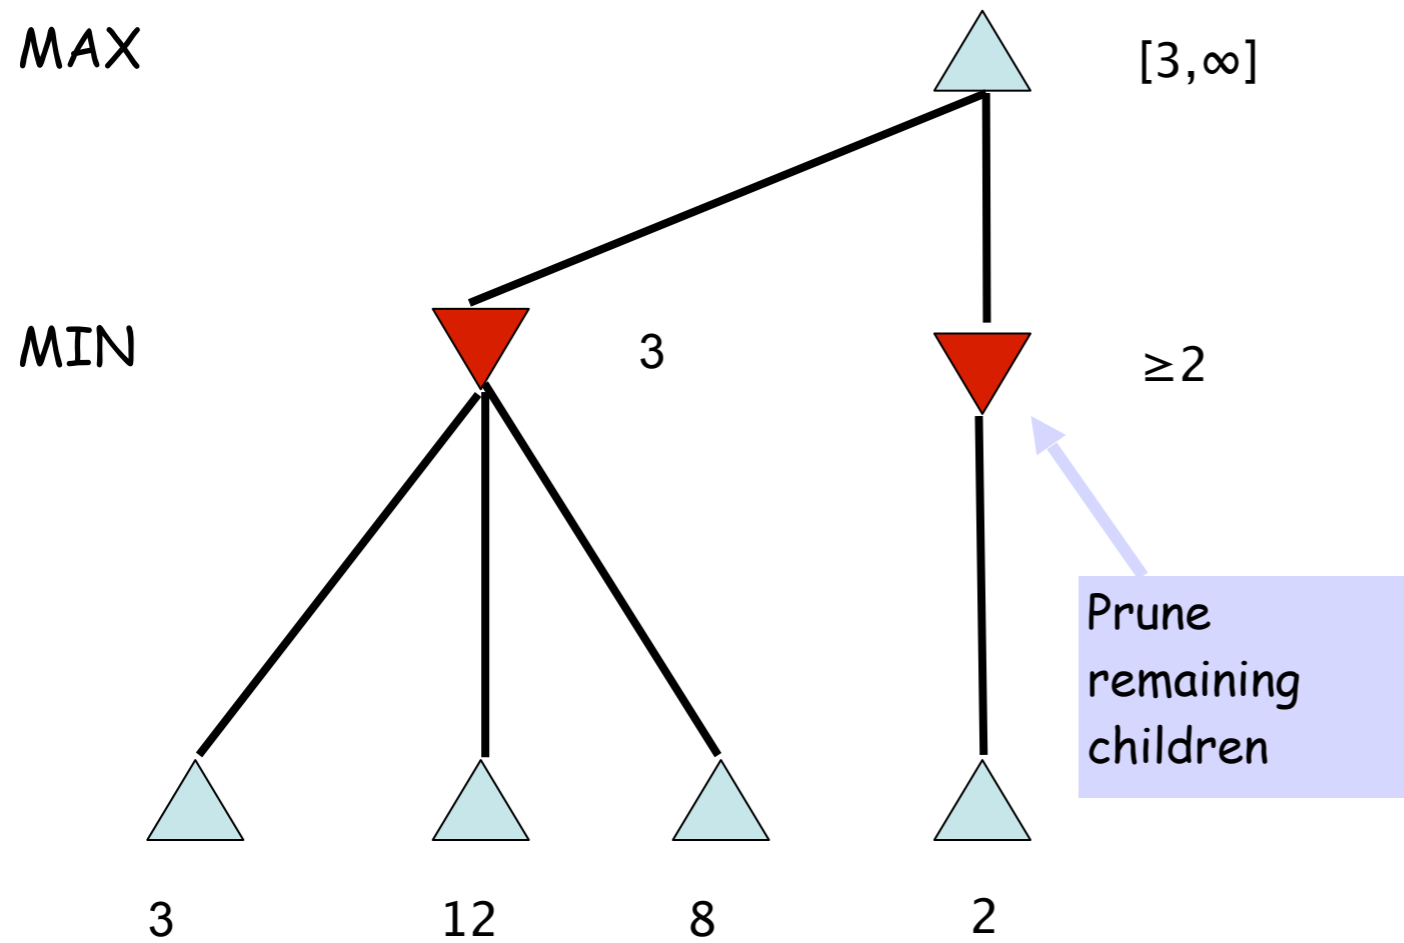 MAX
[3,∞]
MIN
3
≥2
Prune
remaining
children
3 12 8 2